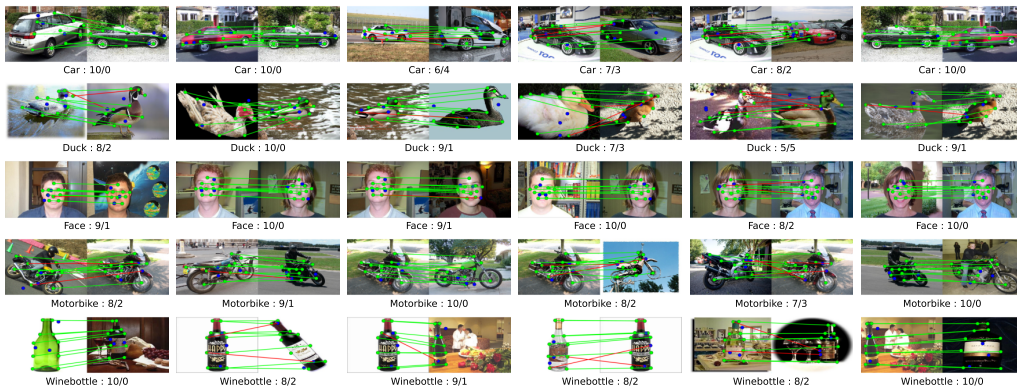 Car : 10/0
Car : 10/0
Car : 6/4
Car : 7/3
Car : 8/2
Car : 10/0
Duck : 8/2
Duck : 10/0
Duck : 9/1
Duck : 7/3
Duck : 5/5
Duck : 9/1
Face : 9/1
Face : 10/0
Face : 9/1
Face : 10/0
Face : 8/2
Face : 10/0
Motorbike : 8/2
Motorbike : 9/1
Motorbike : 10/0
Motorbike : 8/2
Motorbike : 7/3
Motorbike : 10/0
HAPPY
HAPPY
HAPPY
Winebottle : 10/0
Winebottle : 8/2
Winebottle : 9/1
Winebottle : 8/2
Winebottle : 8/2
Winebottle : 10/0